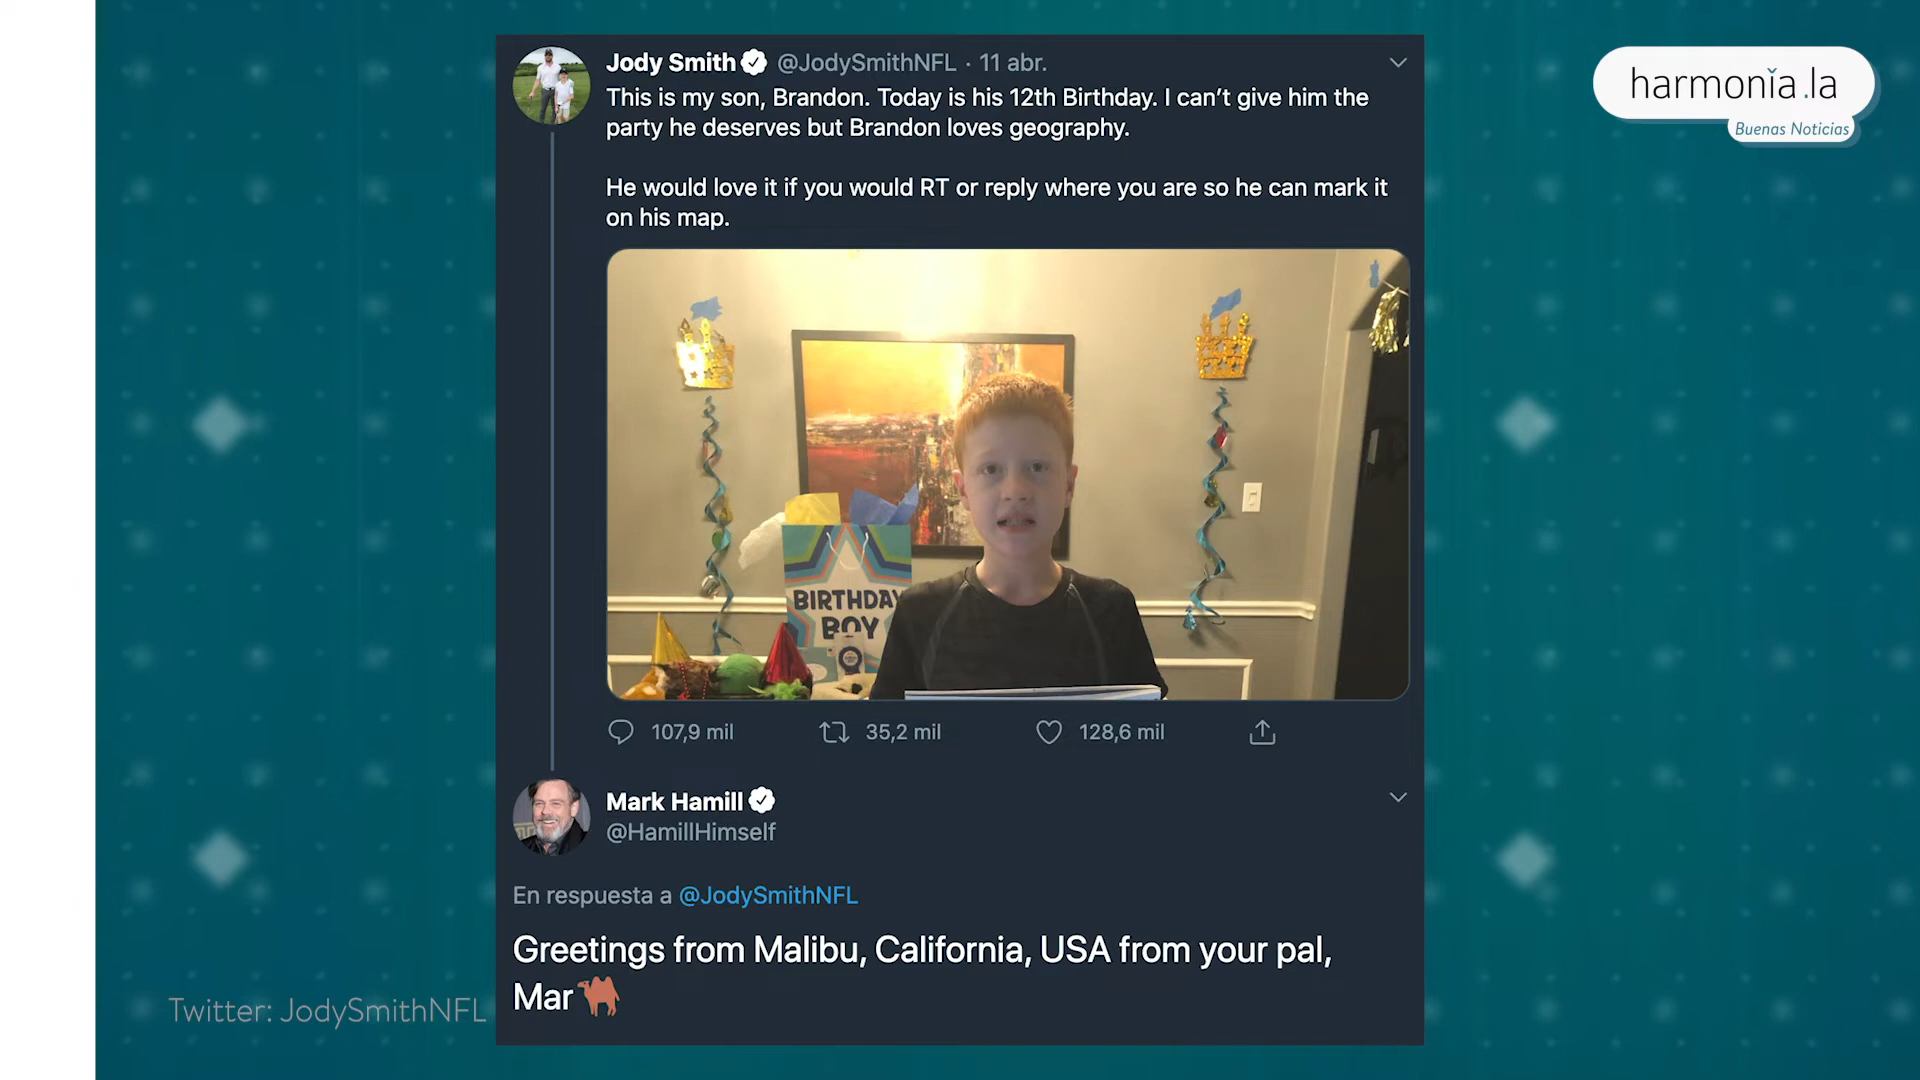 Jody Smith @JodySmithNFL · 11 abr.
This is my son, Brandon. Today is his 12th Birthday. I can't give him the
party he deserves but Brandon loves geography.
He would love it if you would RT or reply where you are so he can mark it
on his map.
BIRTHDAY
BOY
107,9 mil 35,2 mil 128,6 mil
Mark Hamill
@HamillHimself
En respuesta a @JodySmithNFL
Greetings from Malibu, California, USA from your pal,
Mar🐫
Twitter: JodySmithNFL
harmonía.la
Buenas Noticias